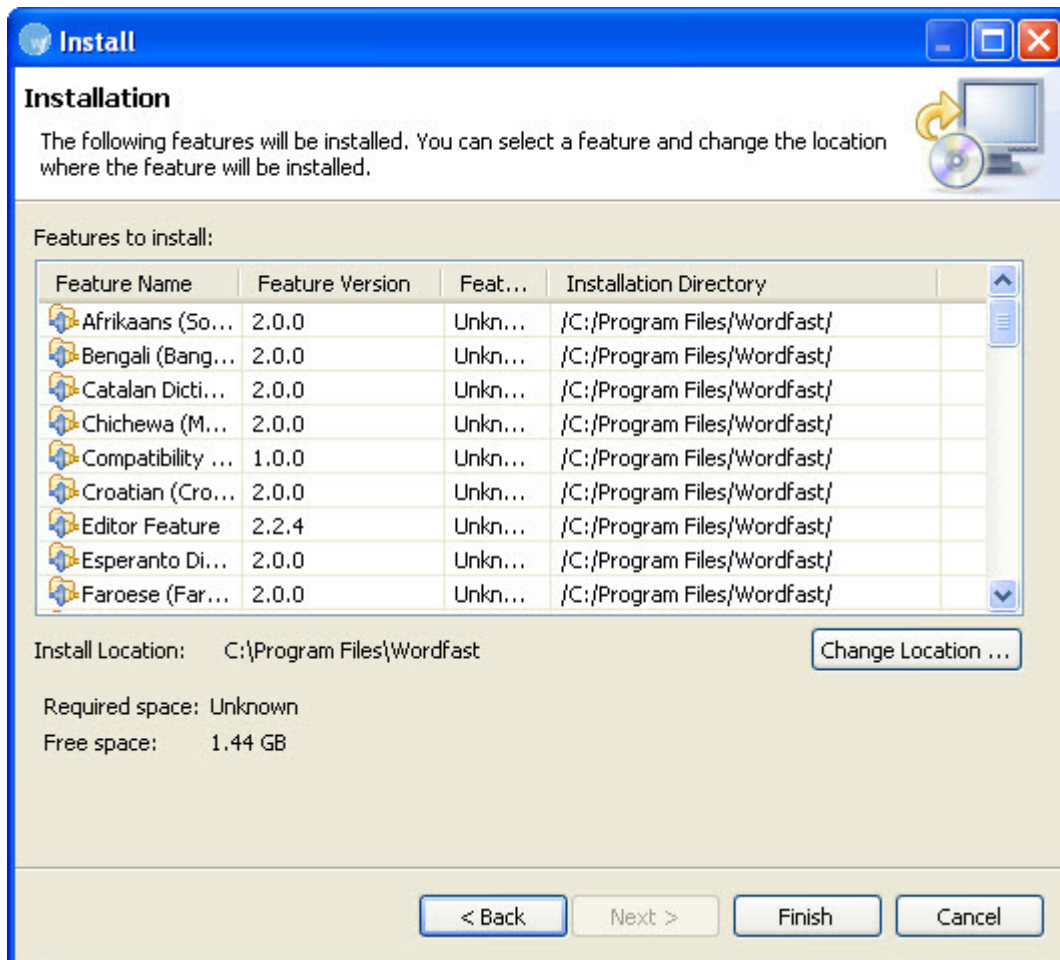 Install
Installation
The following features will be installed. You can select a feature and change the location
where the feature will be installed.
Features to install:
Feature Name Feature Version Feat... Installation Directory
Afrikaans (So... 2.0.0 Unkn... /C:/Program Files/Wordfast/
Bengali (Bang... 2.0.0 Unkn... /C:/Program Files/Wordfast/
Catalan Dicti... 2.0.0 Unkn... /C:/Program Files/Wordfast/
Chichewa (M... 2.0.0 Unkn... /C:/Program Files/Wordfast/
Compatibility ... 1.0.0 Unkn... /C:/Program Files/Wordfast/
Croatian (Cro... 2.0.0 Unkn... /C:/Program Files/Wordfast/
Editor Feature 2.2.4 Unkn... /C:/Program Files/Wordfast/
Esperanto Di... 2.0.0 Unkn... /C:/Program Files/Wordfast/
Faroese (Far... 2.0.0 Unkn... /C:/Program Files/Wordfast/
Install Location: C:\Program Files\Wordfast Change Location ...
Required space: Unknown
Free space: 1.44 GB
< Back Next > Finish Cancel